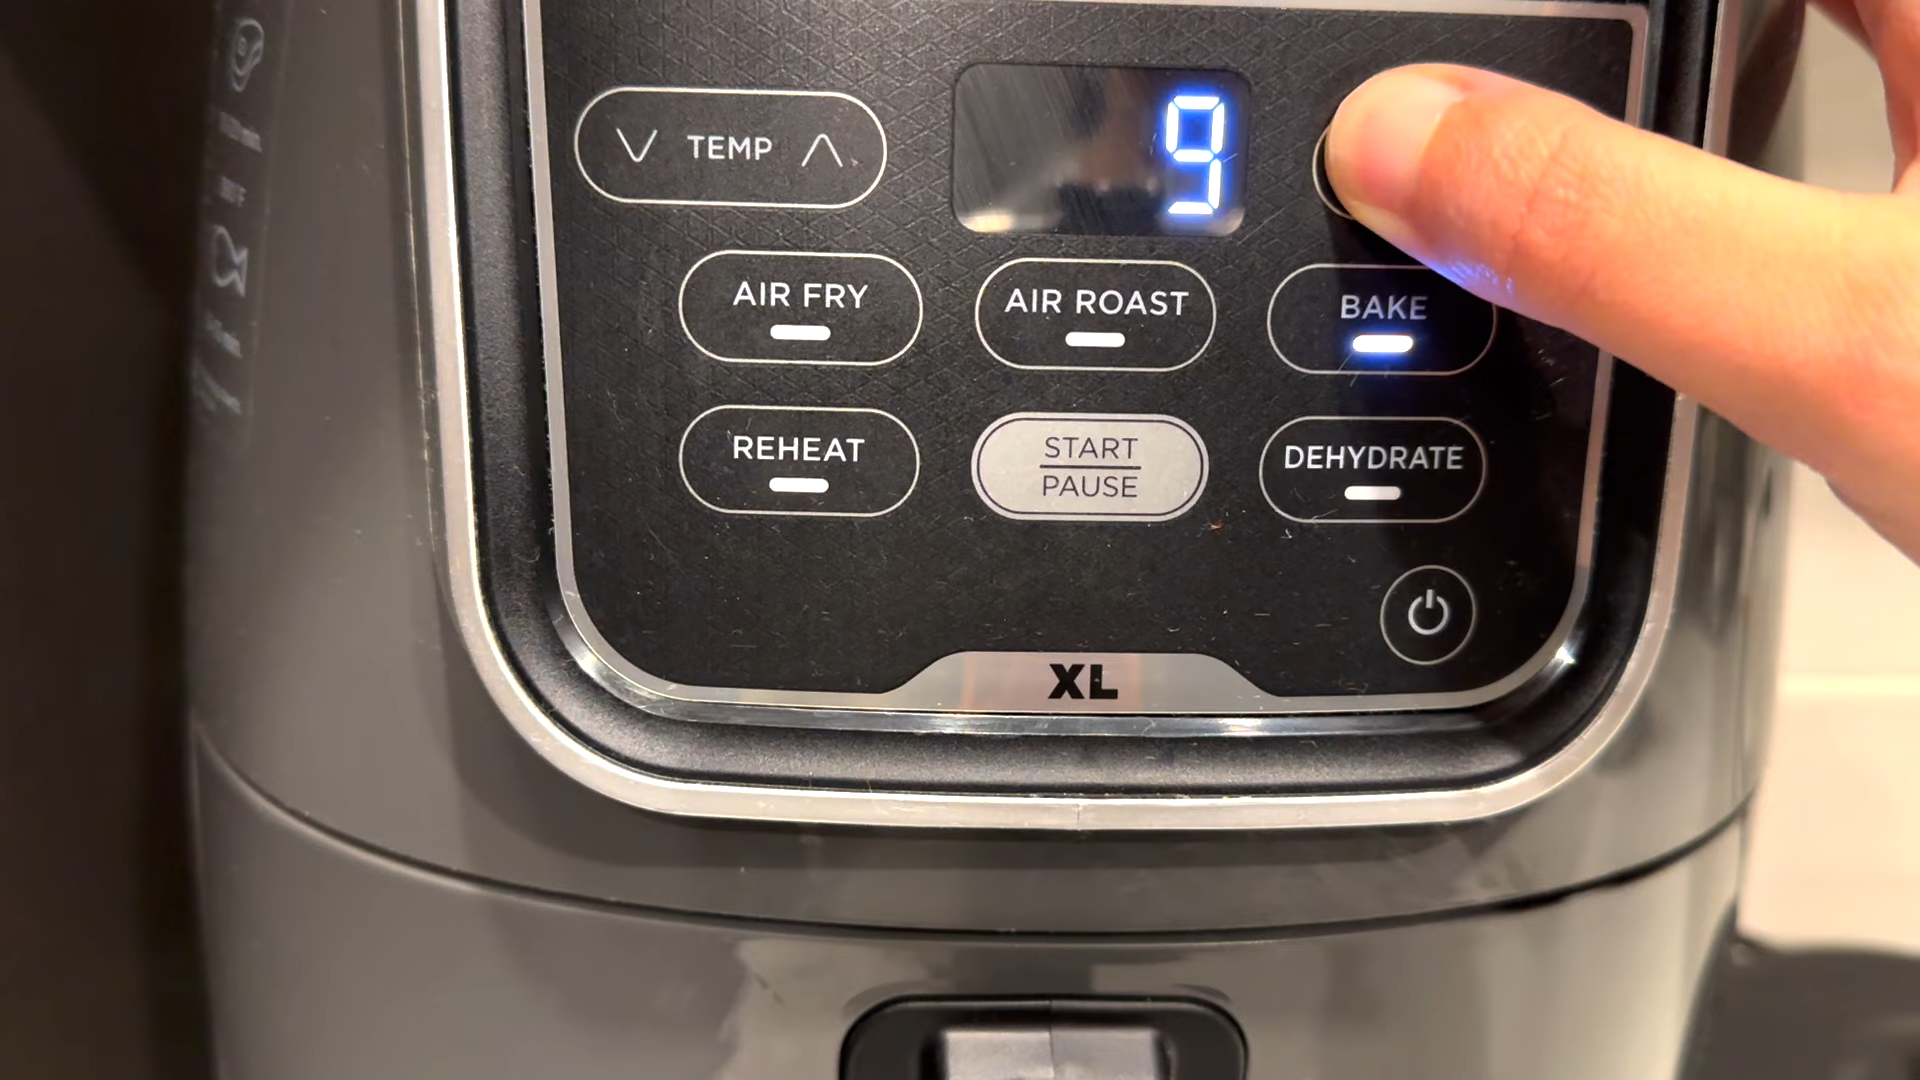 TEMP
9
AIR FRY
AIR ROAST
BAKE
REHEAT
START
PAUSE
DEHYDRATE
XL